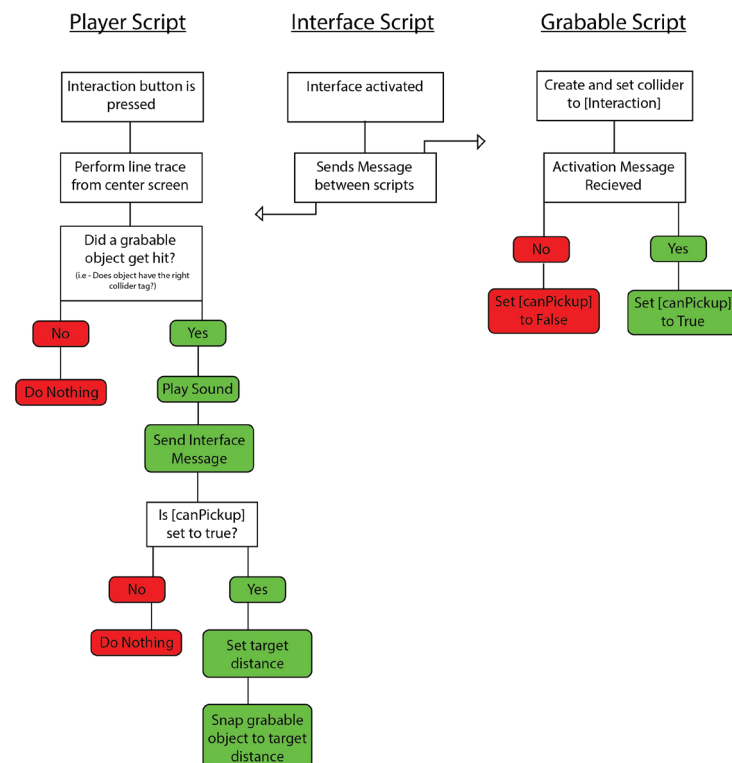 Player Script
Interface Script
Grabable Script
Interaction button is
pressed
Perform line trace
from center screen
Did a grabable
object get hit?
(i.e - Does object have the right
collider tag?)
No
Do Nothing
Yes
Play Sound
Send Interface
Message
Is [canPickup]
set to true?
No
Do Nothing
Yes
Set target
distance
Snap grabable
object to target
distance
Interface activated
Sends Message
between scripts
Create and set collider
to [Interaction]
Activation Message
Recieved
No
Set [canPickup]
to False
Yes
Set [canPickup]
to True